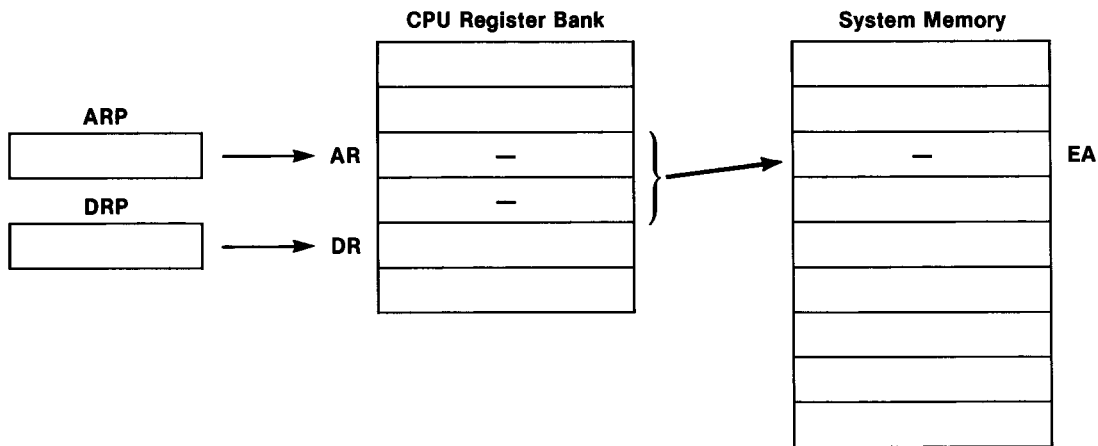 CPU Register Bank
System Memory
ARP
AR
—
—
EA
—
DRP
DR